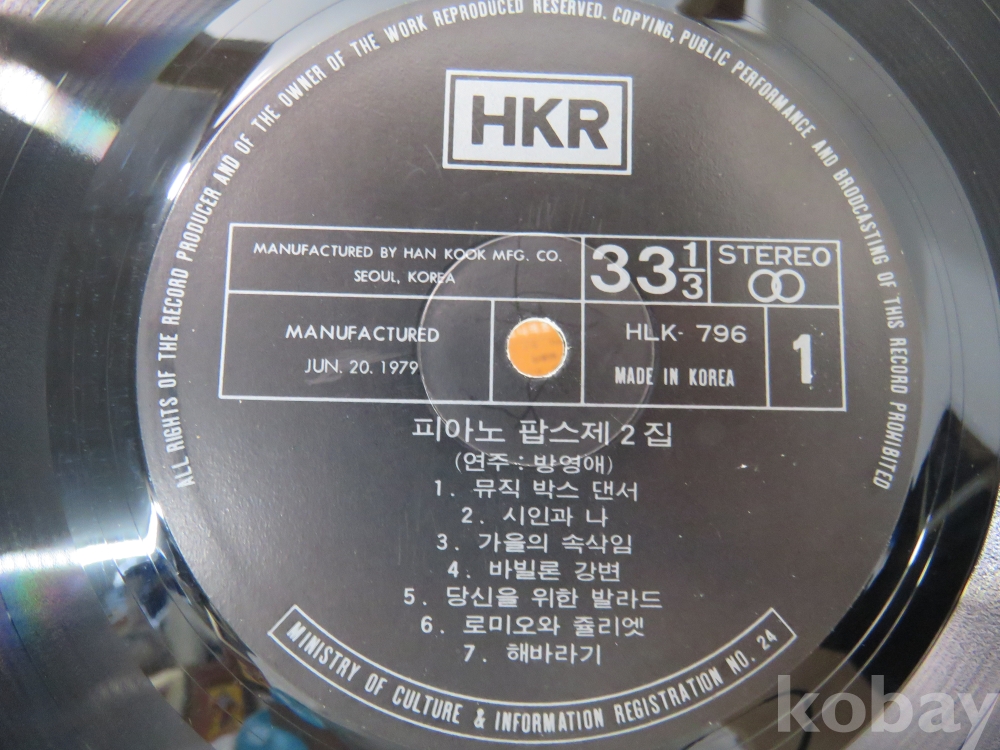 ALL RIGHTS OF THE RECORD PRODUCER AND OF THE OWNER OF THE WORK REPRODUCED RESERVED. COPYING, PUBLIC PERFORMANCE AND BRODCASTING OF THIS RECORD PROHIBITED
HKR
MANUFACTURED BY HAN KOOK MFG. CO.
SEOUL, KOREA
33 1/3
STEREO
MANUFACTURED
JUN. 20. 1979
HLK- 796
MADE IN KOREA
1
피아노 팝스제 2 집
(연주 : 방영애)
1. 뮤직 박스 댄서
2. 시인과 나
3. 가을의 속삭임
4. 바빌론 강변
5. 당신을 위한 발라드
6. 로미오와 쥴리엣
7. 해바라기
MINISTRY OF CULTURE & INFORMATION REGISTRATION NO. 24
kobay